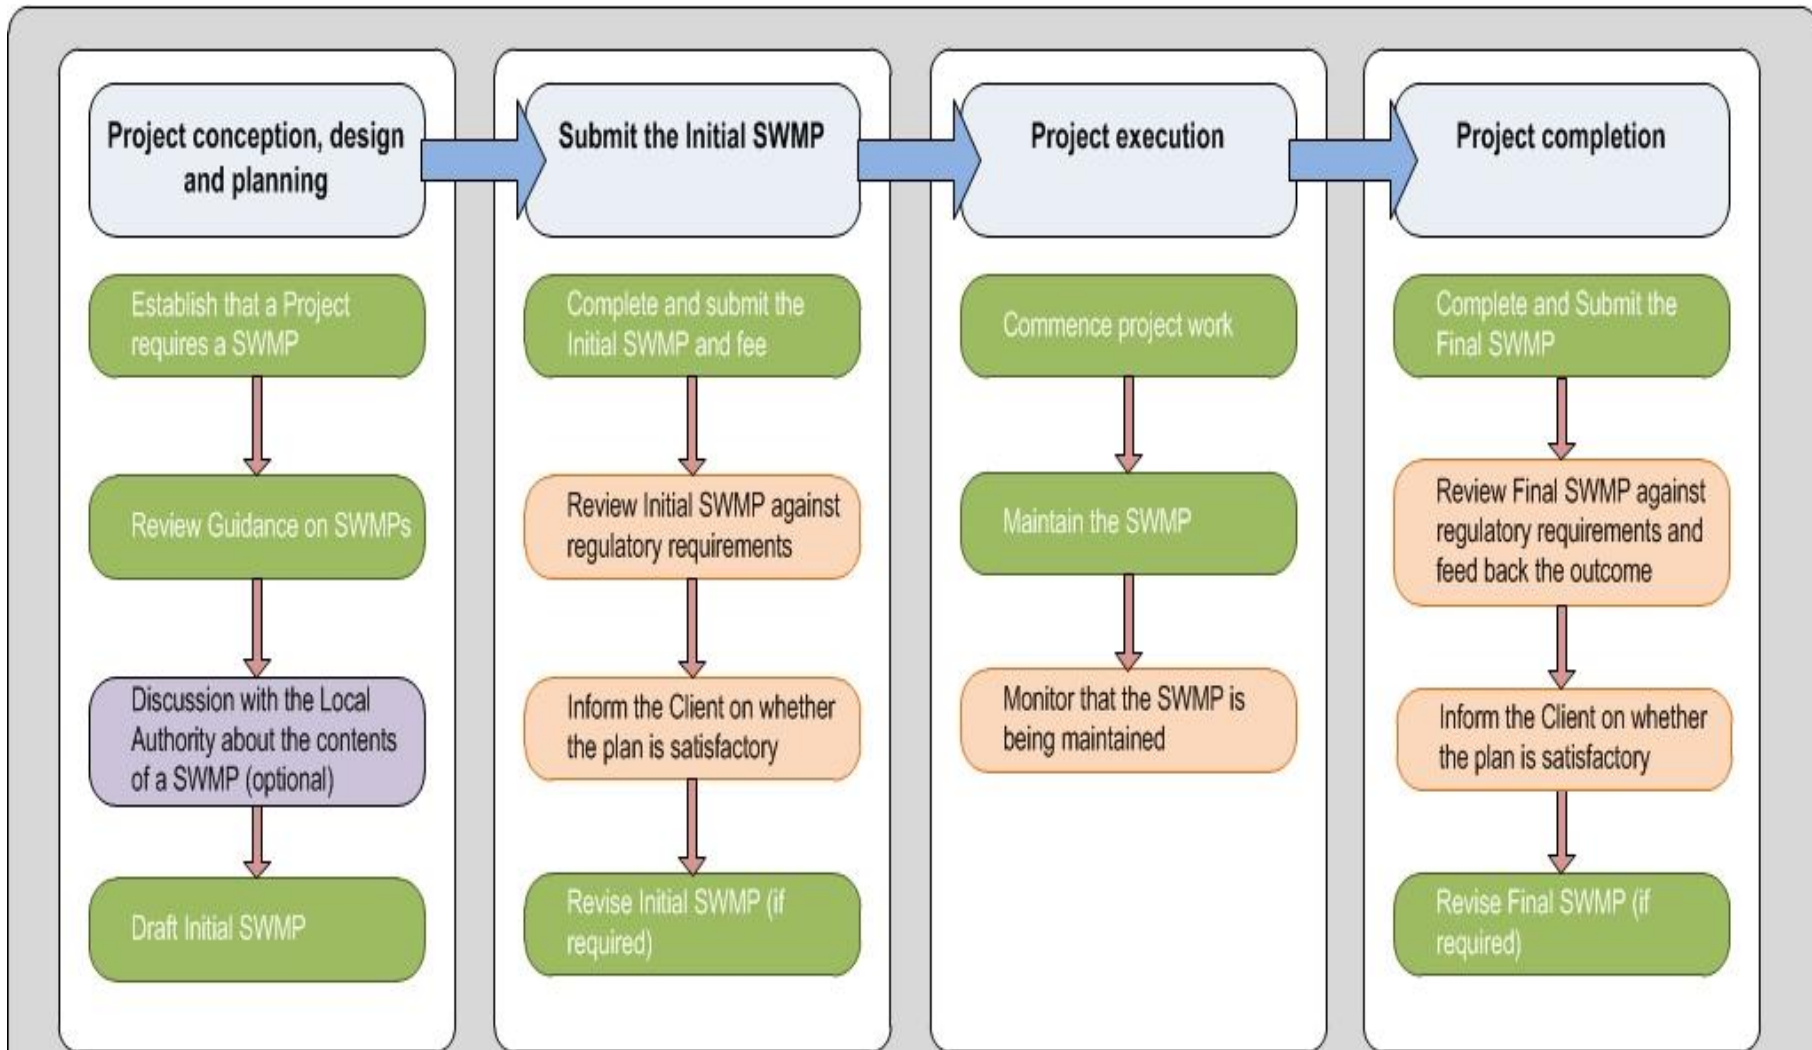 Project conception, design
and planning
Establish that a Project
requires a SWMP
Review Guidance on SWMPs
Discussion with the Local
Authority about the contents
of a SWMP (optional)
Draft Initial SWMP
Submit the Initial SWMP
Complete and submit the
Initial SWMP and fee
Review Initial SWMP against
regulatory requirements
Inform the Client on whether
the plan is satisfactory
Revise Initial SWMP (if
required)
Project execution
Commence project work
Maintain the SWMP
Monitor that the SWMP is
being maintained
Project completion
Complete and Submit the
Final SWMP
Review Final SWMP against
regulatory requirements and
feed back the outcome
Inform the Client on whether
the plan is satisfactory
Revise Final SWMP (if
required)